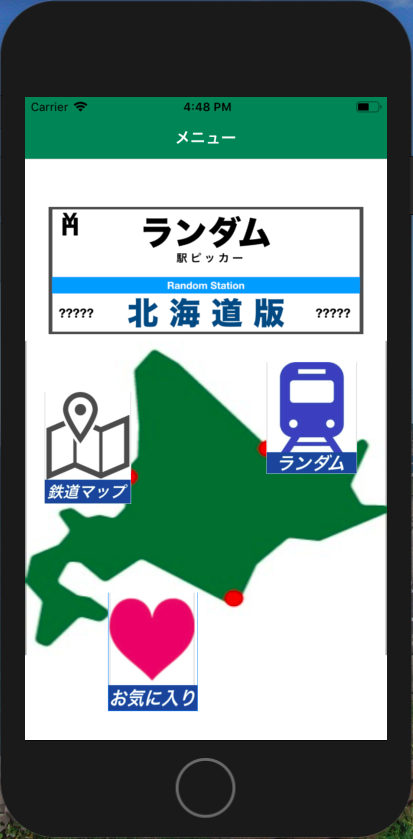 Carrier 4:48 PM
メニュー
ランダム
駅ピッカー
Random Station
????? 北海道版 ?????
ランダム
鉄道マップ
お気に入り